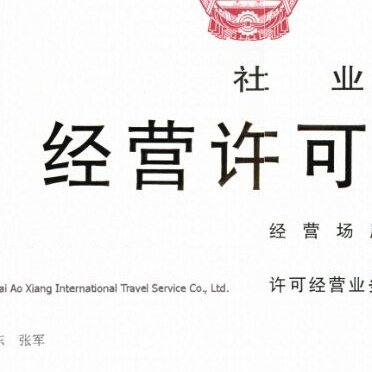 社 业
经营许可
经 营 场
Ao Xiang International Travel Service Co., Ltd.
许可经营业务
张军